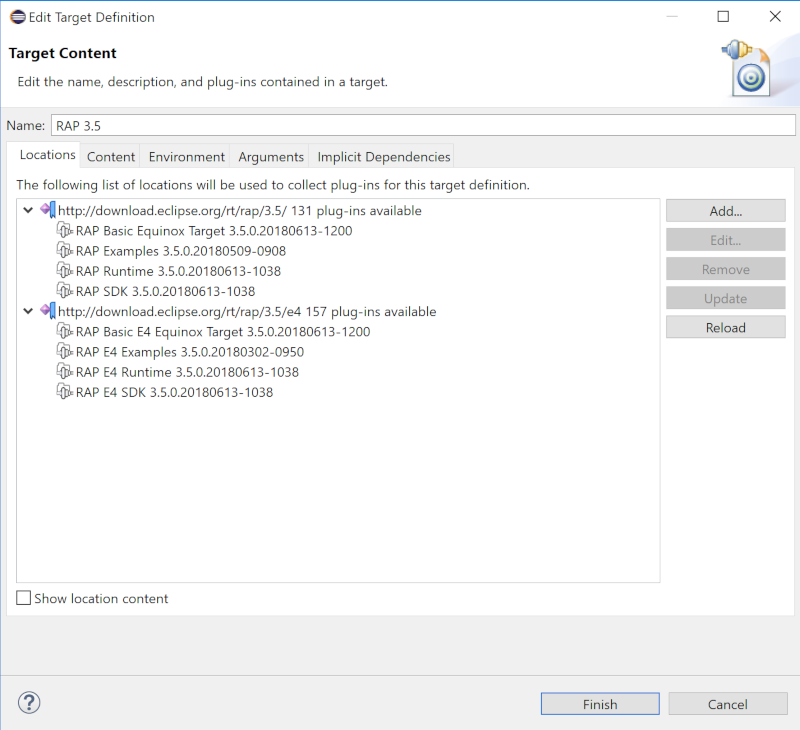 Edit Target Definition
Target Content
Edit the name, description, and plug-ins contained in a target.
Name: RAP 3.5
Locations Content Environment Arguments Implicit Dependencies
The following list of locations will be used to collect plug-ins for this target definition.
http://download.eclipse.org/rt/rap/3.5/ 131 plug-ins available
RAP Basic Equinox Target 3.5.0.20180613-1200
RAP Examples 3.5.0.20180509-0908
RAP Runtime 3.5.0.20180613-1038
RAP SDK 3.5.0.20180613-1038
http://download.eclipse.org/rt/rap/3.5/e4 157 plug-ins available
RAP Basic E4 Equinox Target 3.5.0.20180613-1200
RAP E4 Examples 3.5.0.20180302-0950
RAP E4 Runtime 3.5.0.20180613-1038
RAP E4 SDK 3.5.0.20180613-1038
Add...
Edit...
Remove
Update
Reload
Show location content
?
Finish Cancel